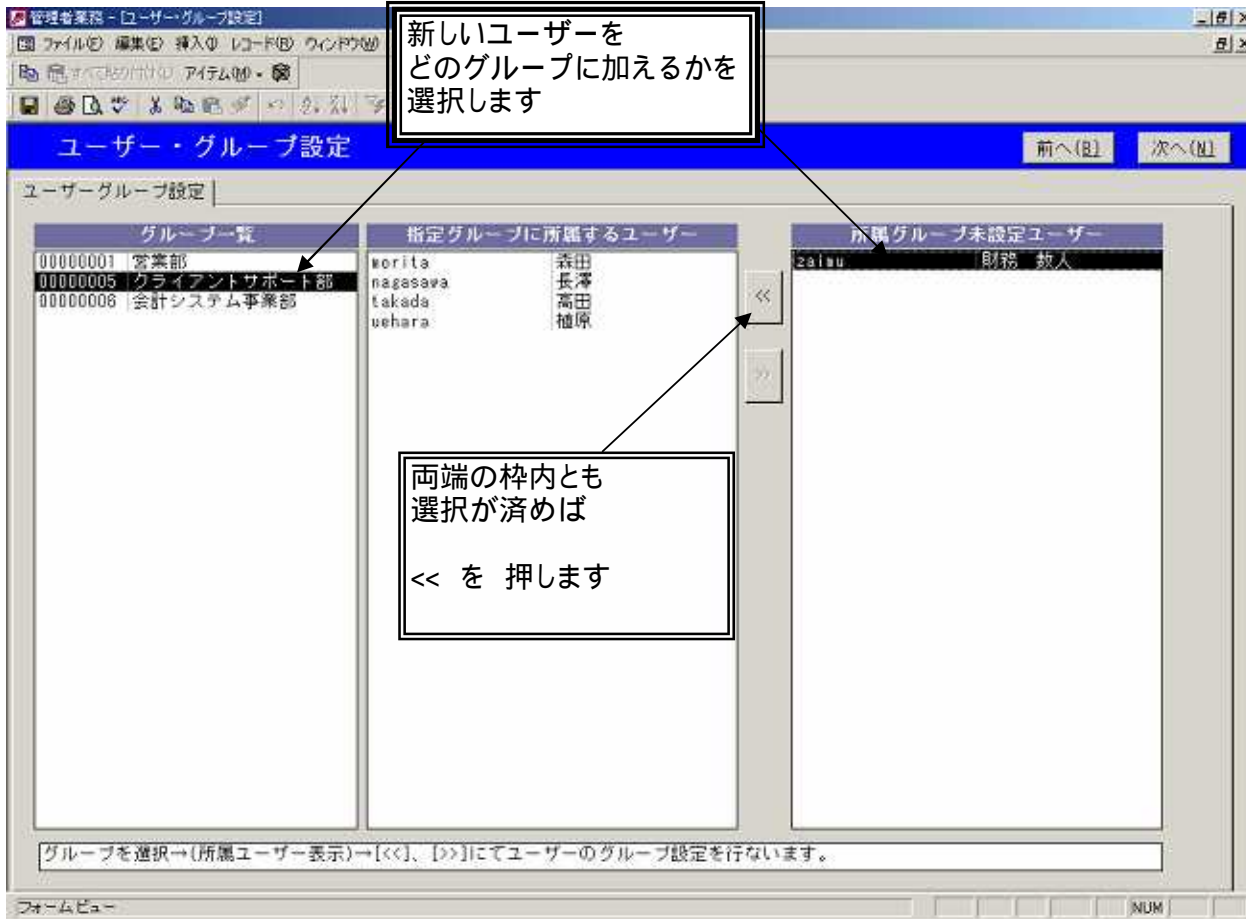 管理者業務 - [ユーザー・グループ設定]
ファイル(F) 編集(E) 挿入(I) レコード(R) ウィンドウ(W)
すべて貼り付け(L) アイテム(M)
新しいユーザーを
どのグループに加えるかを
選択します
ユーザー・グループ設定
前へ(B)
次へ(N)
ユーザーグループ設定
グループ一覧
00000001 営業部
00000005 クライアントサポート部
00000006 会計システム事業部
指定グループに所属するユーザー
morita 森田
nagasawa 長澤
takada 高田
uehara 植原
<<
>>
所属グループ未設定ユーザー
zaimu 財務 数人
両端の枠内とも
選択が済めば
<< を 押します
グループを選択→(所属ユーザー表示)→[<<]、[>>]にてユーザーのグループ設定を行ないます。
フォームビュー
NUM